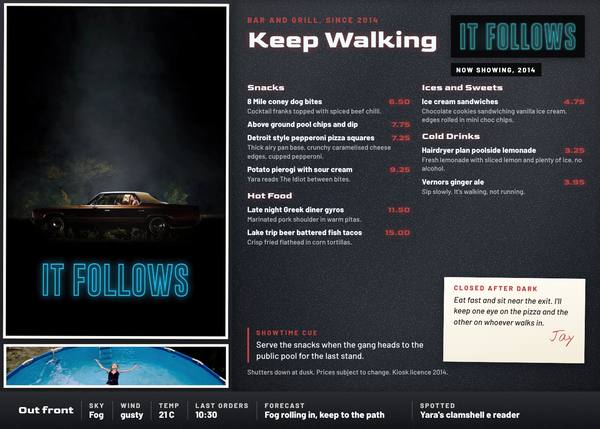 IT FOLLOWS
BAR AND GRILL, SINCE 2014
Keep Walking
IT FOLLOWS
NOW SHOWING, 2014
Snacks
8 Mile coney dog bites 6.50
Cocktail franks topped with spiced beef chilli.
Above ground pool chips and dip 7.75
Detroit style pepperoni pizza squares 7.25
Thick airy pan base, crunchy caramelised cheese
edges, cupped pepperoni.
Potato pierogi with sour cream 9.25
Yara reads The Idiot between bites.
Hot Food
Late night Greek diner gyros 11.50
Marinated pork shoulder in warm pitas.
Lake trip beer battered fish tacos 15.00
Crisp fried flathead in corn tortillas.
Ices and Sweets
Ice cream sandwiches 4.75
Chocolate cookies sandwiching vanilla ice cream,
edges rolled in mini choc chips.
Cold Drinks
Hairdryer plan poolside lemonade 3.25
Fresh lemonade with sliced lemon and plenty of ice, no
alcohol.
Vernors ginger ale 3.95
Sip slowly. It's walking, not running.
CLOSED AFTER DARK
Eat fast and sit near the exit. I'll
keep one eye on the pizza and the
other on whoever walks in.
Jay
SHOWTIME CUE
Serve the snacks when the gang heads to the
public pool for the last stand.
Shutters down at dusk. Prices subject to change. Kiosk licence 2014.
Out front
SKY
Fog
WIND
gusty
TEMP
21 C
LAST ORDERS
10:30
FORECAST
Fog rolling in, keep to the path
SPOTTED
Yara's clamshell e reader